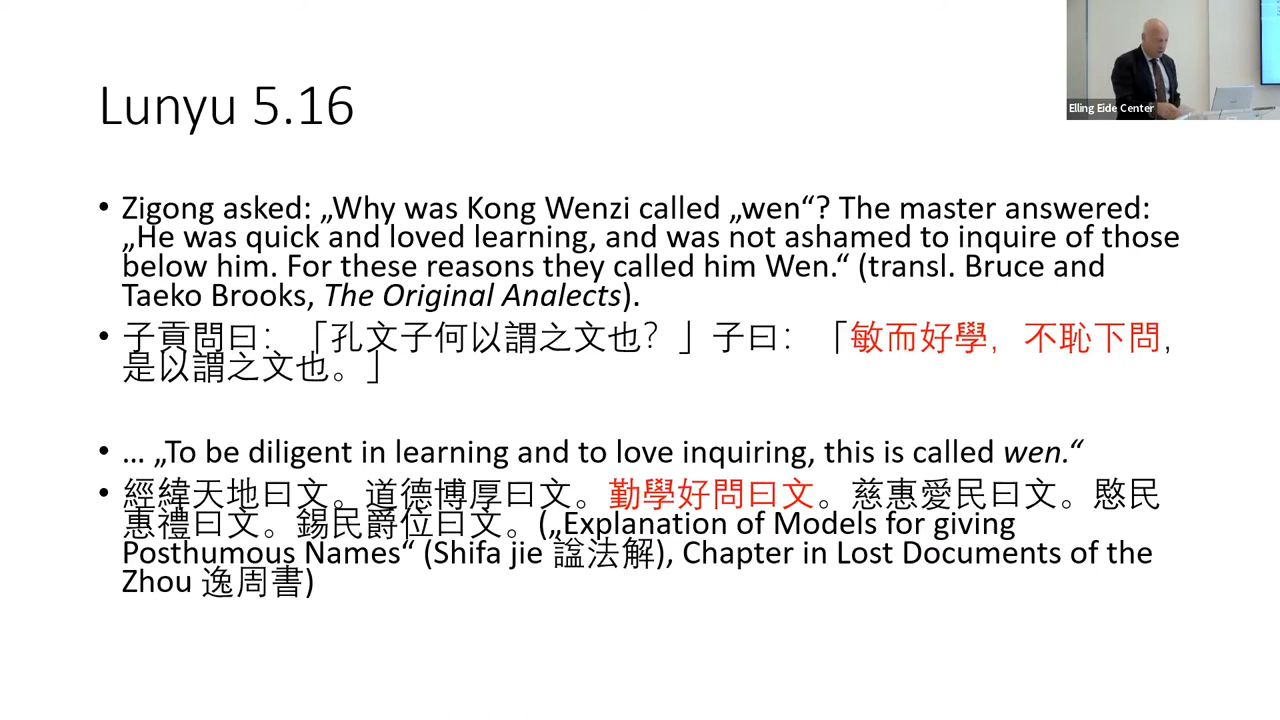 Elling Eide Center
Lunyu 5.16
• Zigong asked: „Why was Kong Wenzi called „wen“? The master answered:
„He was quick and loved learning, and was not ashamed to inquire of those
below him. For these reasons they called him Wen.“ (transl. Bruce and
Taeko Brooks, The Original Analects).
• 子貢問曰：「孔文子何以謂之文也？」子曰：「敏而好學，不恥下問，
是以謂之文也。」
• … „To be diligent in learning and to love inquiring, this is called wen.“
• 經緯天地曰文。道德博厚曰文。勤學好問曰文。慈惠愛民曰文。愍民
惠禮曰文。錫民爵位曰文。(„Explanation of Models for giving
Posthumous Names“ (Shifa jie 諡法解), Chapter in Lost Documents of the
Zhou 逸周書)